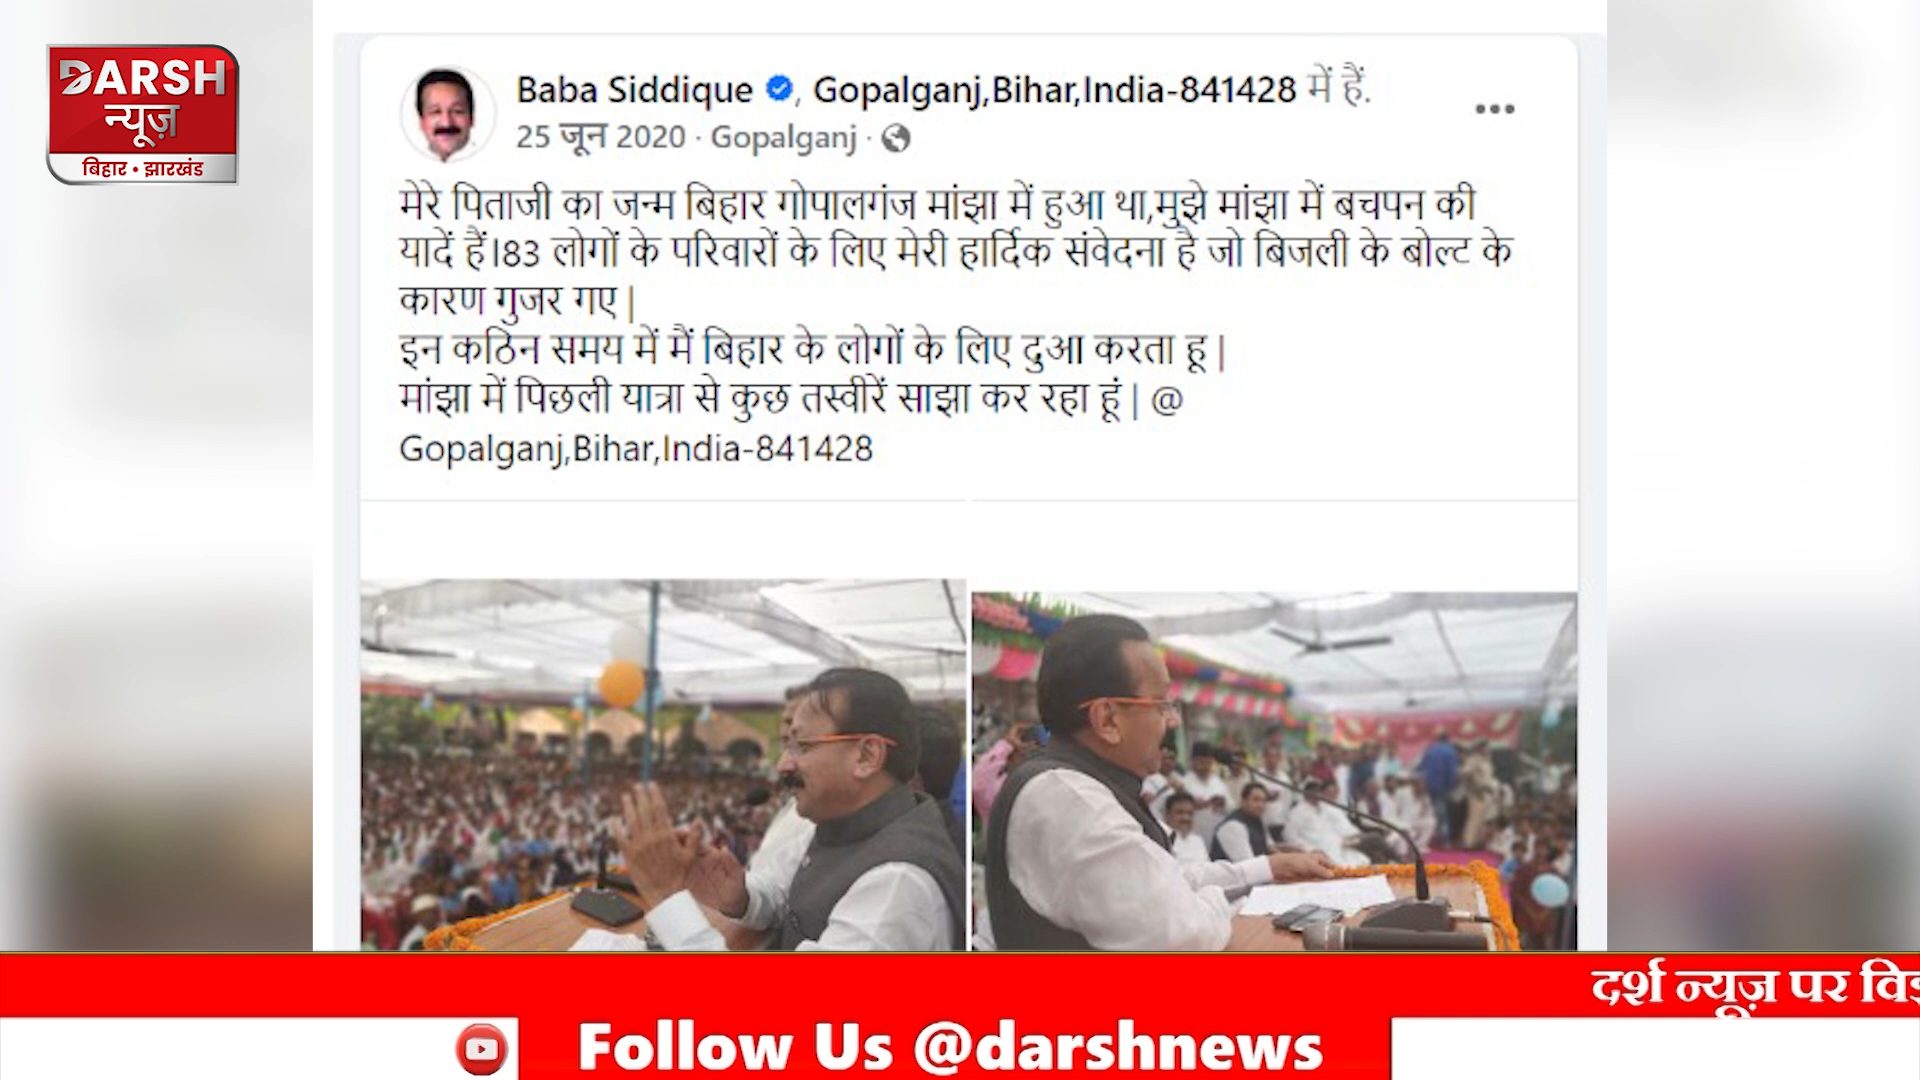 DARSH
न्यूज़
बिहार • झारखंड
Baba Siddique , Gopalganj,Bihar,India-841428 में हैं.
25 जून 2020 · Gopalganj ·
मेरे पिताजी का जन्म बिहार गोपालगंज मांझा में हुआ था,मुझे मांझा में बचपन की
यादें हैं।83 लोगों के परिवारों के लिए मेरी हार्दिक संवेदना है जो बिजली के बोल्ट के
कारण गुजर गए |
इन कठिन समय में मैं बिहार के लोगों के लिए दुआ करता हू |
मांझा में पिछली यात्रा से कुछ तस्वीरें साझा कर रहा हूं | @
Gopalganj,Bihar,India-841428
दर्श न्यूज़ पर
Follow Us @darshnews